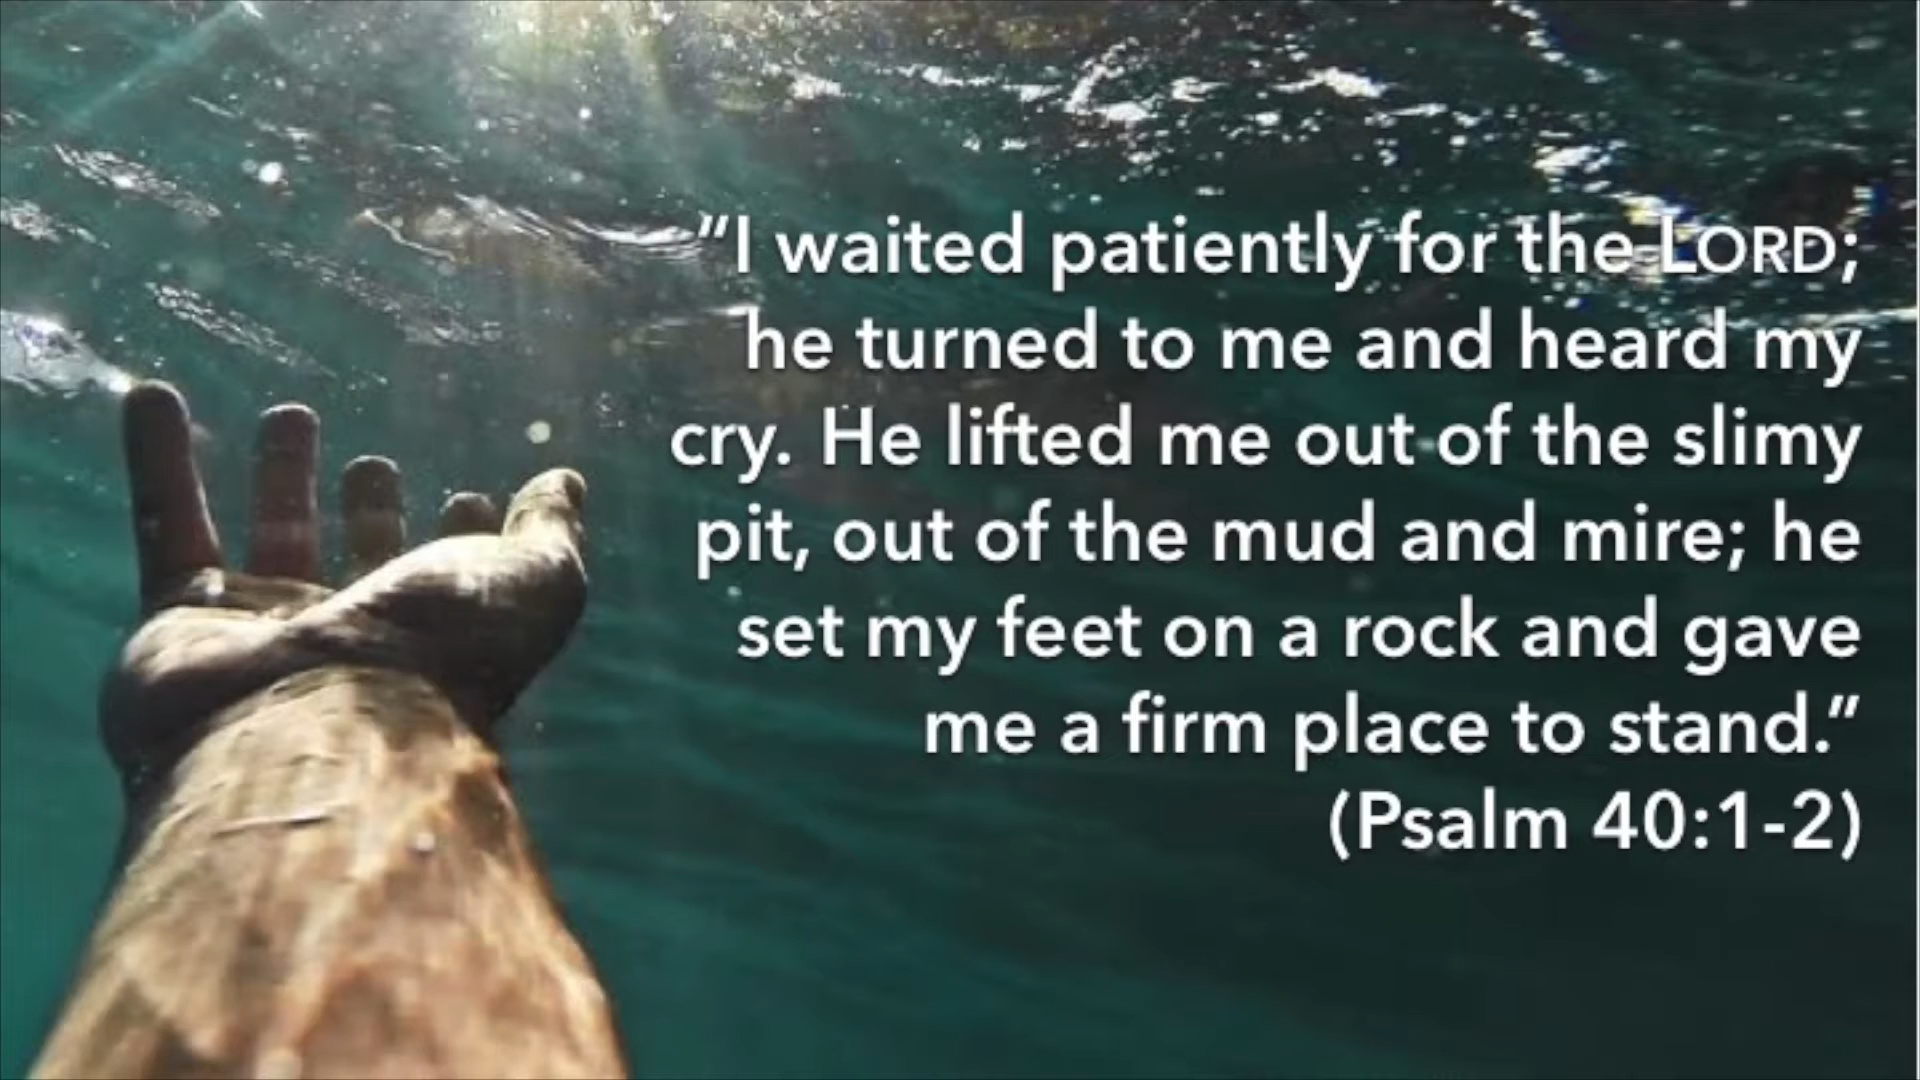 “I waited patiently for the LORD;
he turned to me and heard my
cry. He lifted me out of the slimy
pit, out of the mud and mire; he
set my feet on a rock and gave
me a firm place to stand.”
(Psalm 40:1-2)